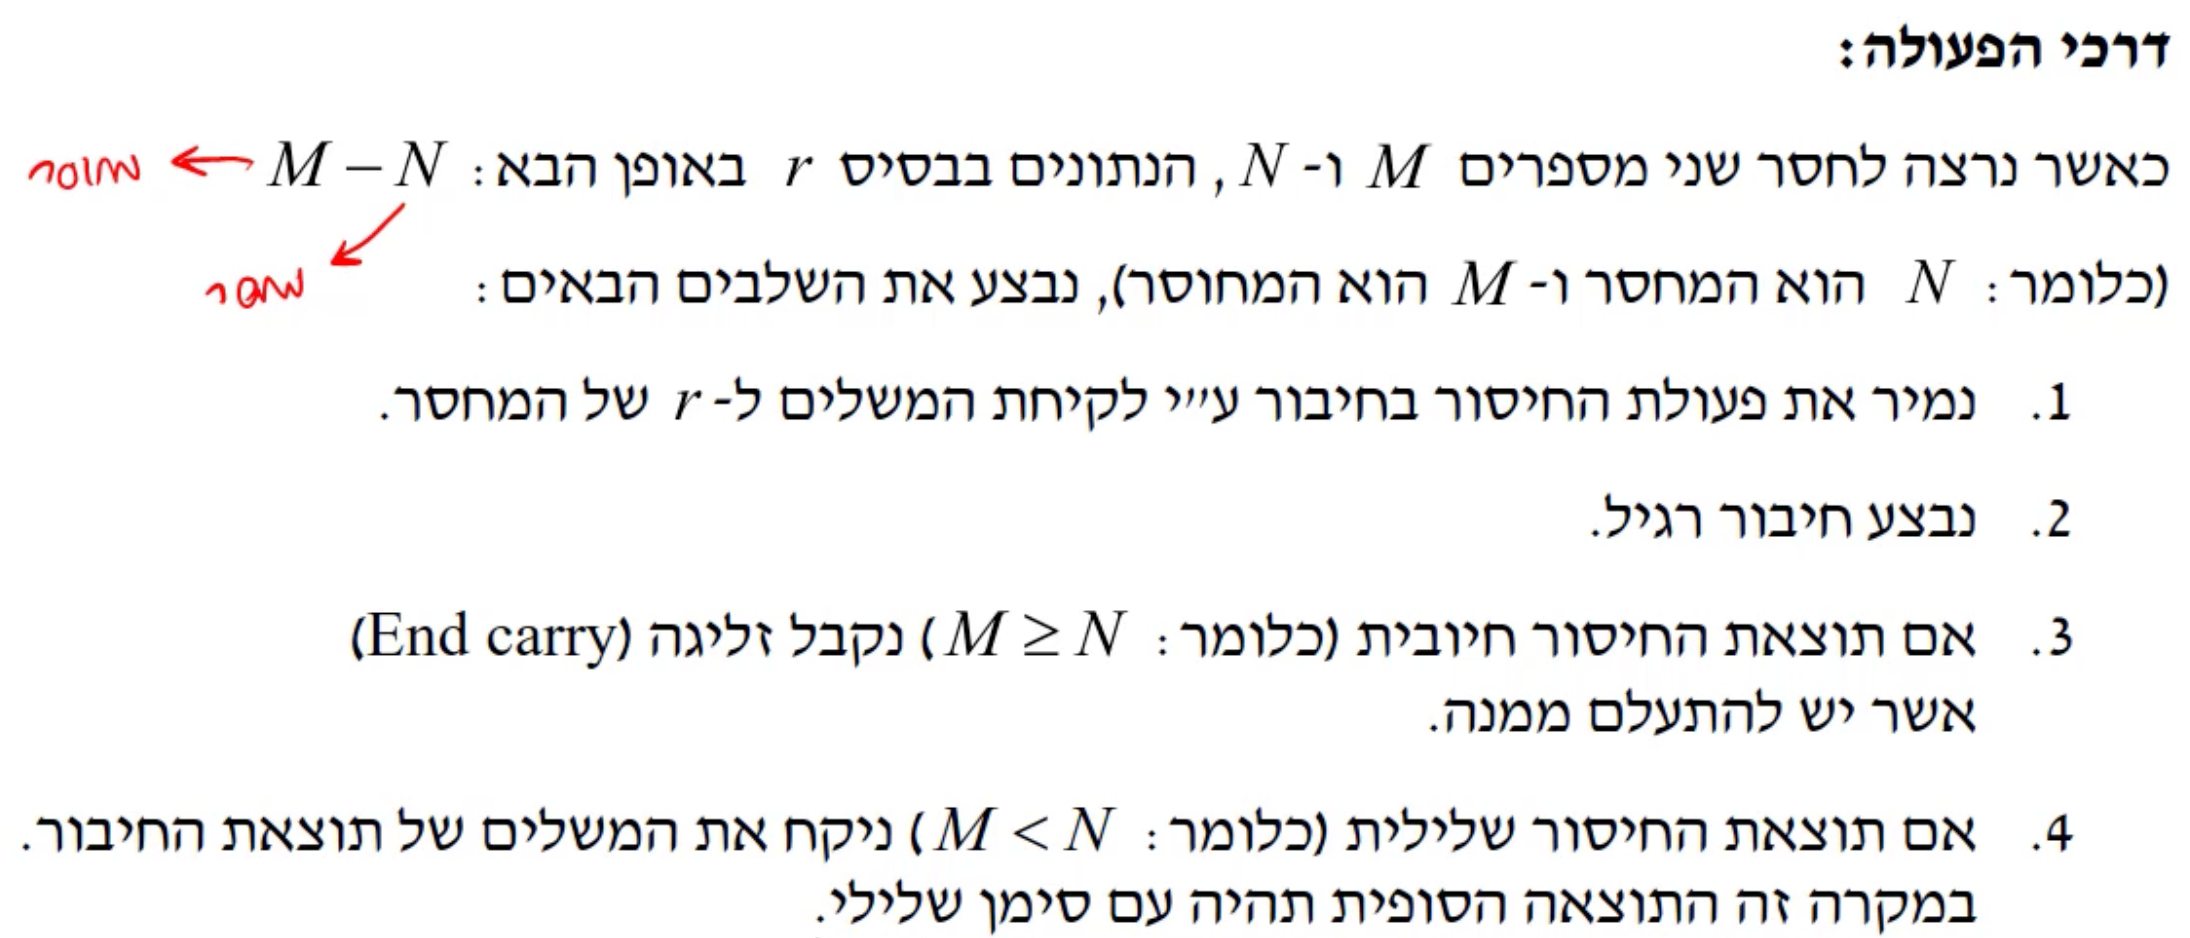 דרכי הפעולה:
כאשר נרצה לחסר שני מספרים M ו- N, הנתונים בבסיס r באופן הבא: M − N ← מחוסר
(כלומר: N הוא המחסר ו- M הוא המחוסר), נבצע את השלבים הבאים: מחסר
1. נמיר את פעולת החיסור בחיבור ע״י לקיחת המשלים ל- r של המחסר.
2. נבצע חיבור רגיל.
3. אם תוצאת החיסור חיובית (כלומר: M ≥ N) נקבל זליגה (End carry)
אשר יש להתעלם ממנה.
4. אם תוצאת החיסור שלילית (כלומר: M < N) ניקח את המשלים של תוצאת החיבור.
במקרה זה התוצאה הסופית תהיה עם סימן שלילי.